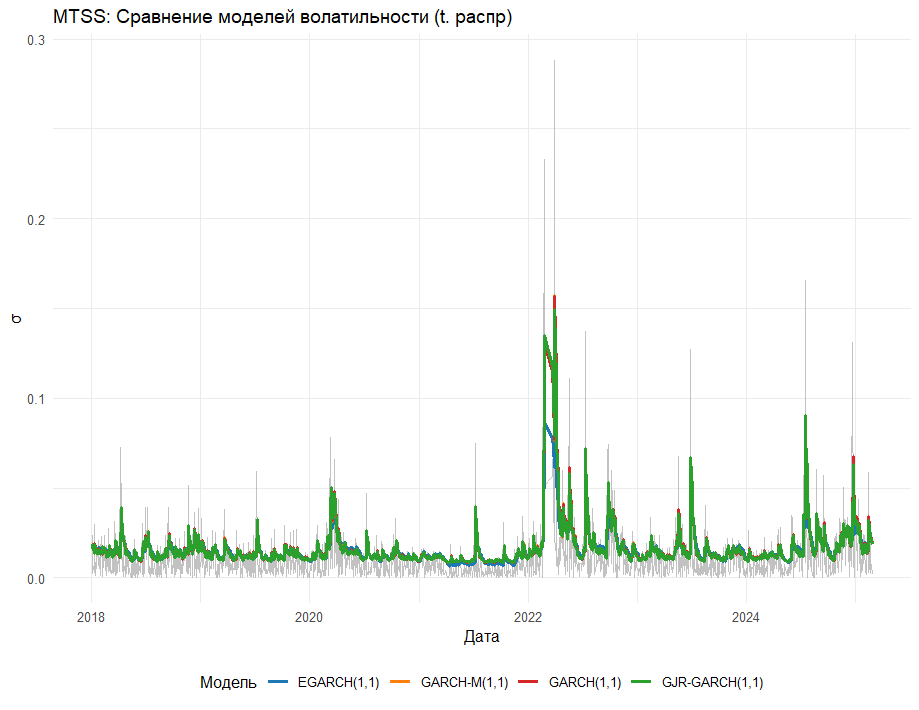 MTSS: Сравнение моделей волатильности (t. распр)
0.3
0.2
σ
0.1
0.0
2018 2020 2022 2024
Дата
Модель EGARCH(1,1) GARCH-M(1,1) GARCH(1,1) GJR-GARCH(1,1)